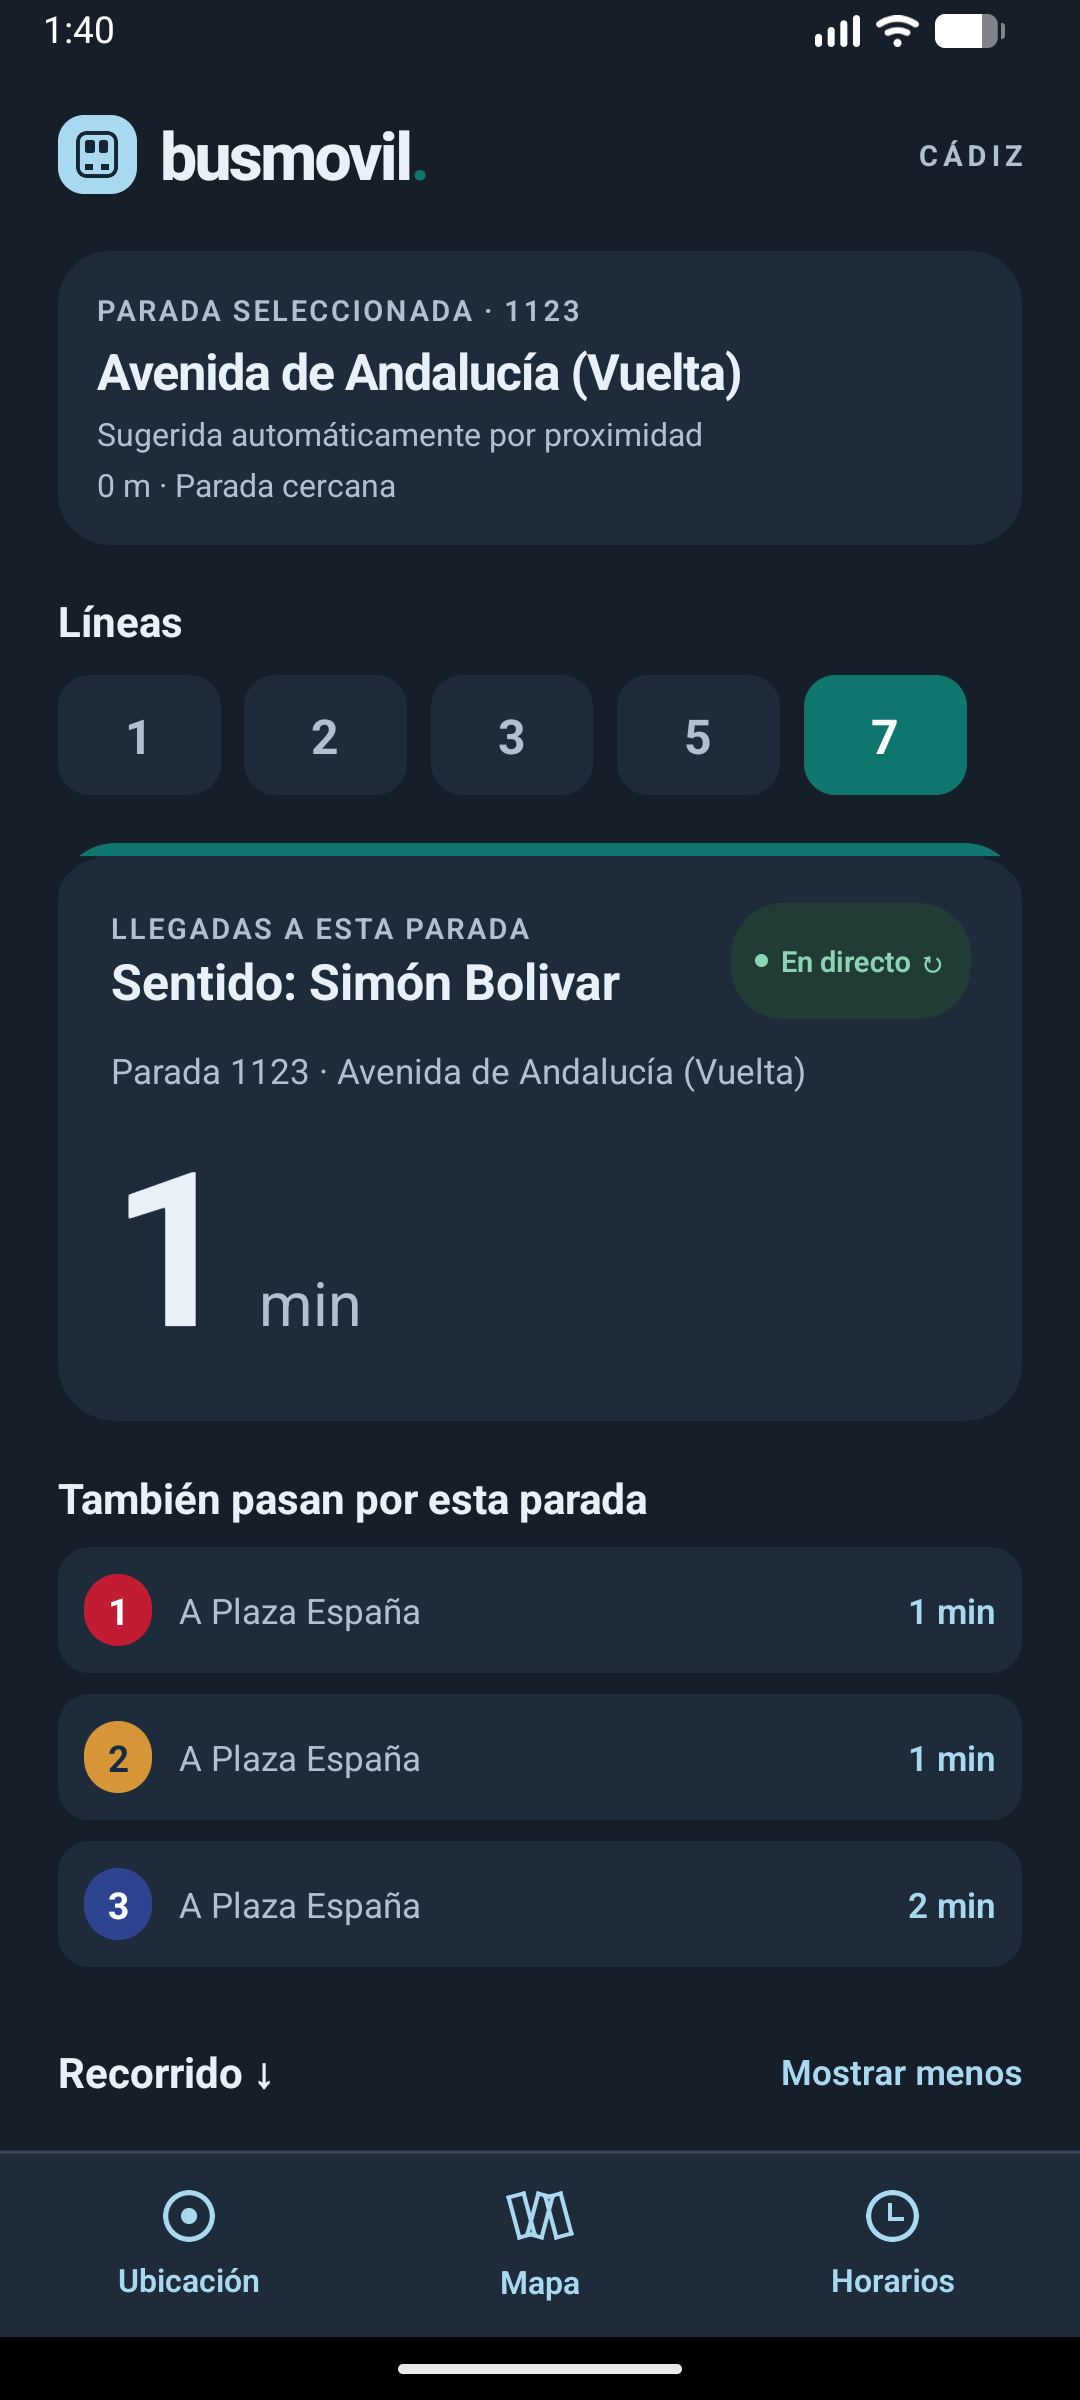 1:40
busmovil.
CÁDIZ
PARADA SELECCIONADA · 1123
Avenida de Andalucía (Vuelta)
Sugerida automáticamente por proximidad
0 m · Parada cercana
Líneas
1 2 3 5 7
LLEGADAS A ESTA PARADA
Sentido: Simón Bolivar
En directo ↻
Parada 1123 · Avenida de Andalucía (Vuelta)
1 min
También pasan por esta parada
1 A Plaza España 1 min
2 A Plaza España 1 min
3 A Plaza España 2 min
Recorrido ↓ Mostrar menos
Ubicación Mapa Horarios